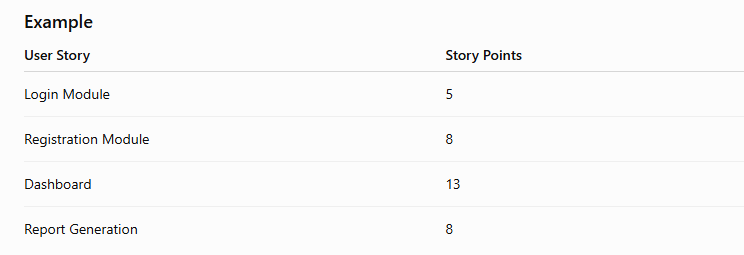 Example
User Story Story Points
Login Module 5
Registration Module 8
Dashboard 13
Report Generation 8